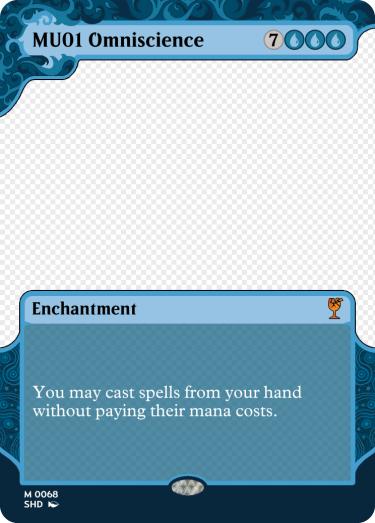 MU01 Omniscience 7
Enchantment
You may cast spells from your hand
without paying their mana costs.
M 0068
SHD